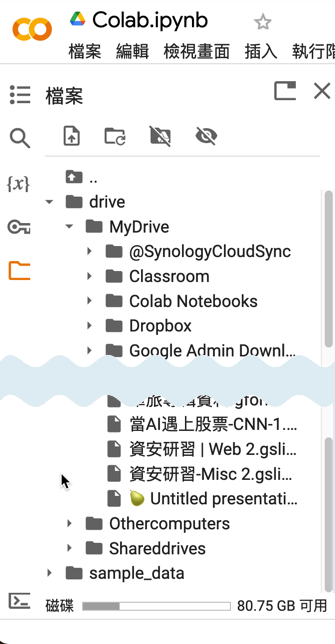 Colab.ipynb
檔案 編輯 檢視畫面 插入 執行
檔案
{x}
..
drive
MyDrive
@SynologyCloudSync
Classroom
Colab Notebooks
Dropbox
Google Admin Downl...
當AI遇上股票-CNN-1....
資安研習 | Web 2.gsli...
資安研習-Misc 2.gsli...
Untitled presentati...
Othercomputers
Shareddrives
sample_data
磁碟 80.75 GB 可用